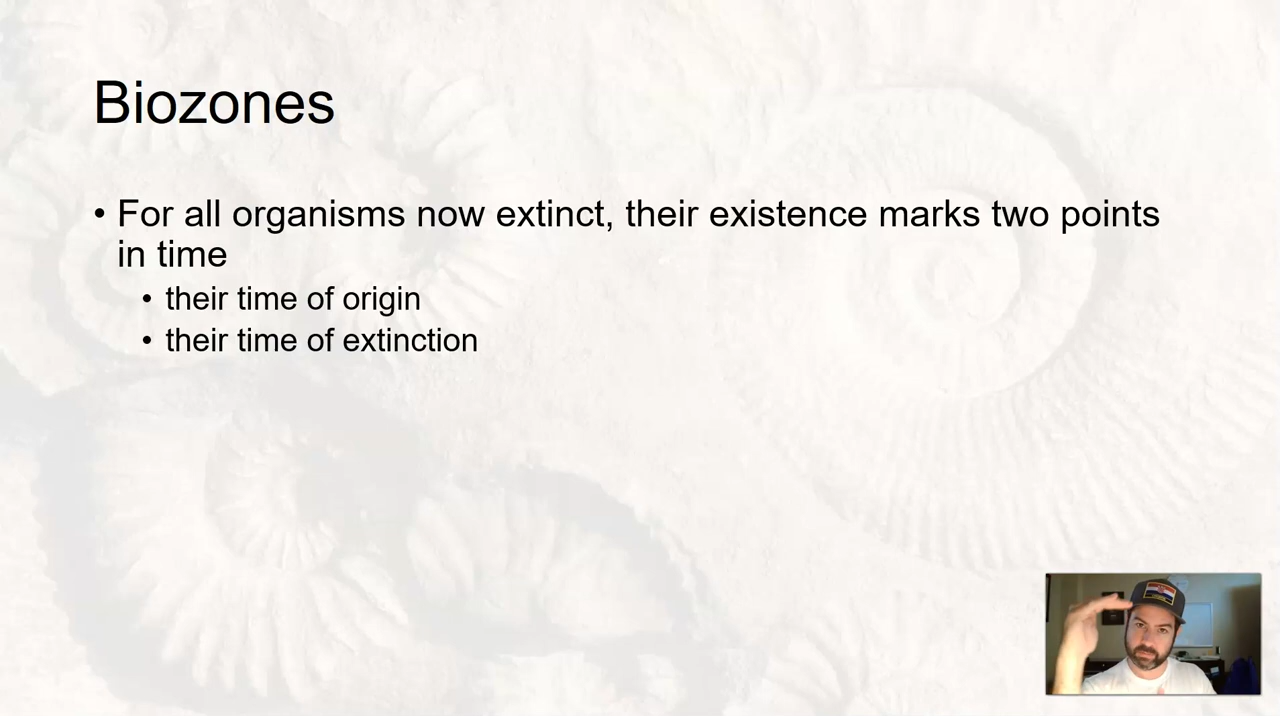 Biozones
• For all organisms now extinct, their existence marks two points
in time
• their time of origin
• their time of extinction